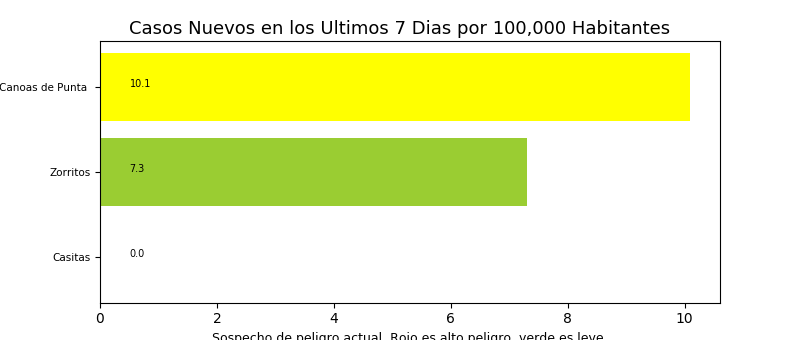 Casos Nuevos en los Ultimos 7 Dias por 100,000 Habitantes
Canoas de Punta
10.1
Zorritos
7.3
Casitas
0.0
0 2 4 6 8 10
Sospecho de peligro actual. Rojo es alto peligro, verde es leve